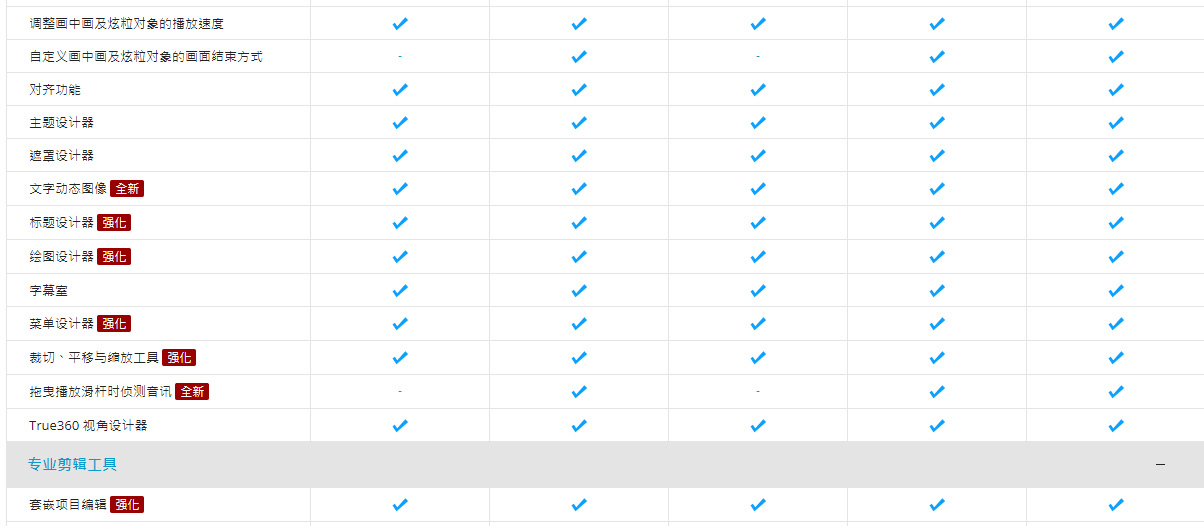 调整画中画及炫粒对象的播放速度
自定义画中画及炫粒对象的画面结束方式 - -
对齐功能
主题设计器
遮罩设计器
文字动态图像 全新
标题设计器 强化
绘图设计器 强化
字幕室
菜单设计器 强化
裁切、平移与缩放工具 强化
拖曳播放滑杆时侦测音讯 全新 - -
True360 视角设计器
专业剪辑工具 –
套嵌项目编辑 强化